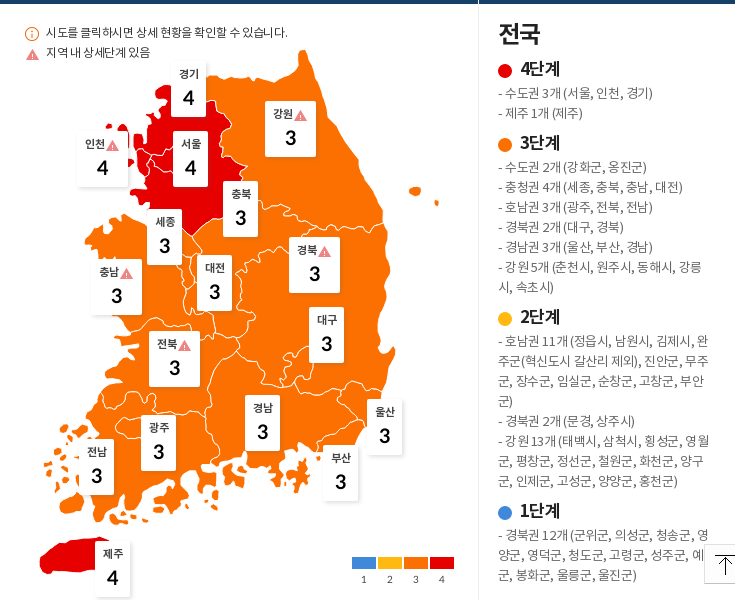 시도를 클릭하시면 상세 현황을 확인할 수 있습니다.
지역 내 상세단계 있음
경기
4
강원
3
인천
4
서울
4
충북
3
세종
3
경북
3
대전
3
충남
3
대구
3
전북
3
경남
3
울산
3
광주
3
전남
3
부산
3
제주
4
1 2 3 4
전국
4단계
- 수도권 3개 (서울, 인천, 경기)
- 제주 1개 (제주)
3단계
- 수도권 2개 (강화군, 옹진군)
- 충청권 4개 (세종, 충북, 충남, 대전)
- 호남권 3개 (광주, 전북, 전남)
- 경북권 2개 (대구, 경북)
- 경남권 3개 (울산, 부산, 경남)
- 강원 5개 (춘천시, 원주시, 동해시, 강릉
시, 속초시)
2단계
- 호남권 11개 (정읍시, 남원시, 김제시, 완
주군(혁신도시 갈산리 제외), 진안군, 무주
군, 장수군, 임실군, 순창군, 고창군, 부안
군)
- 경북권 2개 (문경, 상주시)
- 강원 13개 (태백시, 삼척시, 횡성군, 영월
군, 평창군, 정선군, 철원군, 화천군, 양구
군, 인제군, 고성군, 양양군, 홍천군)
1단계
- 경북권 12개 (군위군, 의성군, 청송군, 영
양군, 영덕군, 청도군, 고령군, 성주군, 예
군, 봉화군, 울릉군, 울진군)